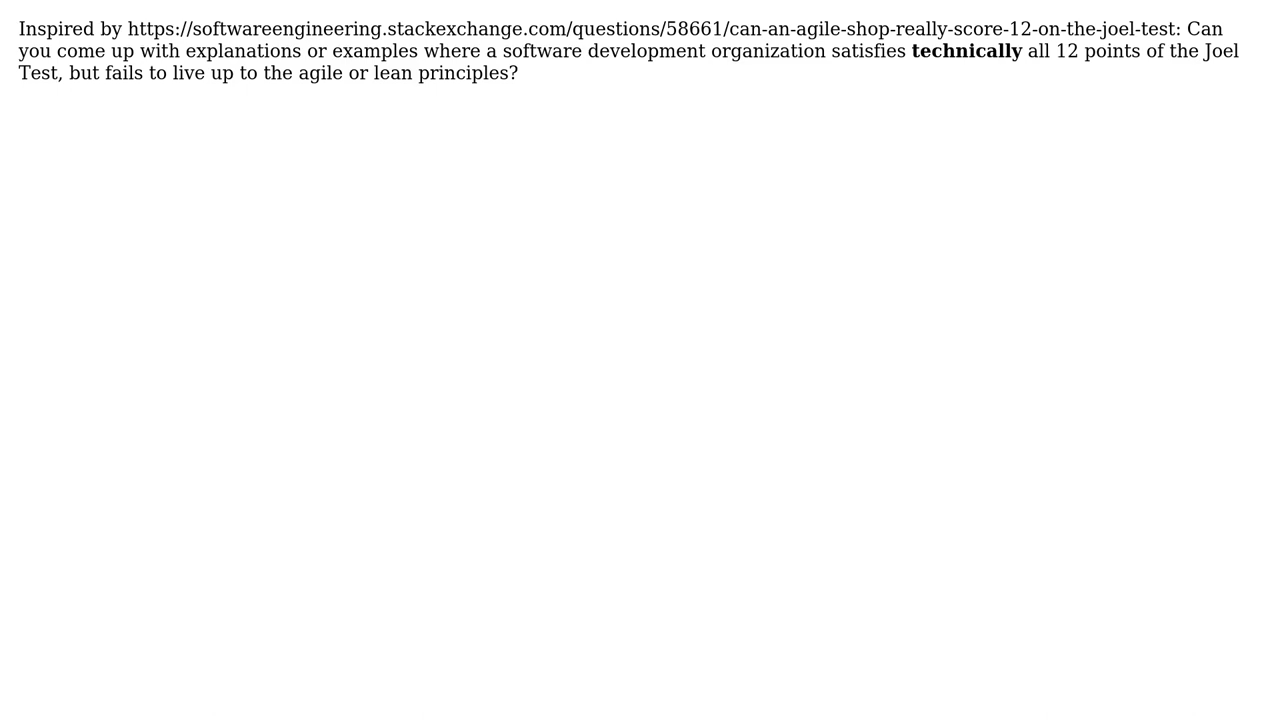 Inspired by https://softwareengineering.stackexchange.com/questions/58661/can-an-agile-shop-really-score-12-on-the-joel-test: Can
you come up with explanations or examples where a software development organization satisfies technically all 12 points of the Joel
Test, but fails to live up to the agile or lean principles?